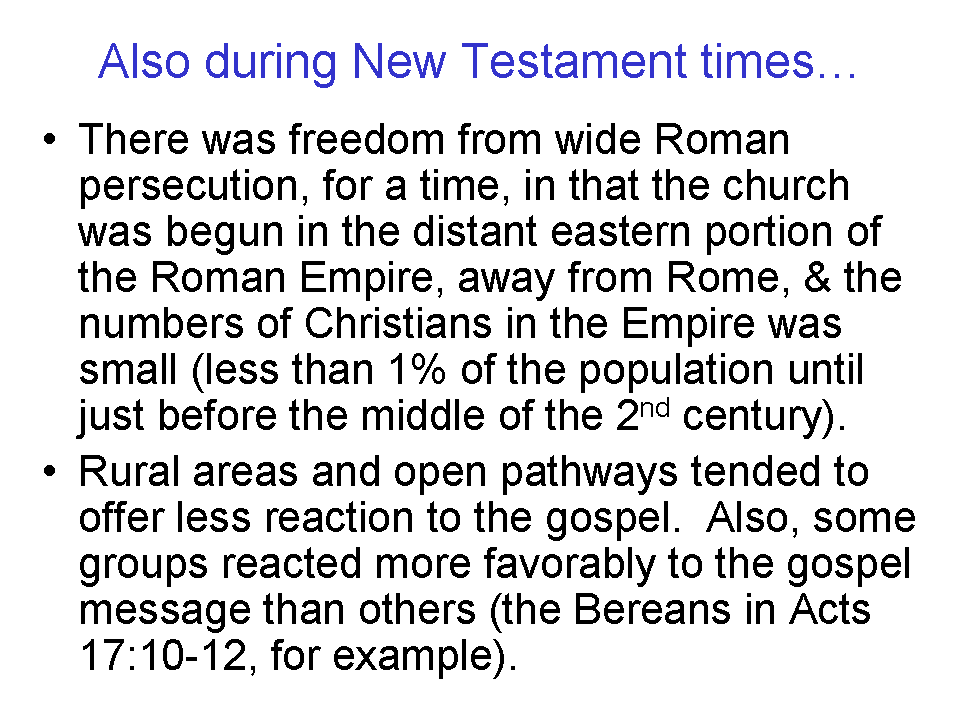 Also during New Testament times…
• There was freedom from wide Roman
persecution, for a time, in that the church
was begun in the distant eastern portion of
the Roman Empire, away from Rome, & the
numbers of Christians in the Empire was
small (less than 1% of the population until
just before the middle of the 2nd century).
• Rural areas and open pathways tended to
offer less reaction to the gospel.  Also, some
groups reacted more favorably to the gospel
message than others (the Bereans in Acts
17:10-12, for example).